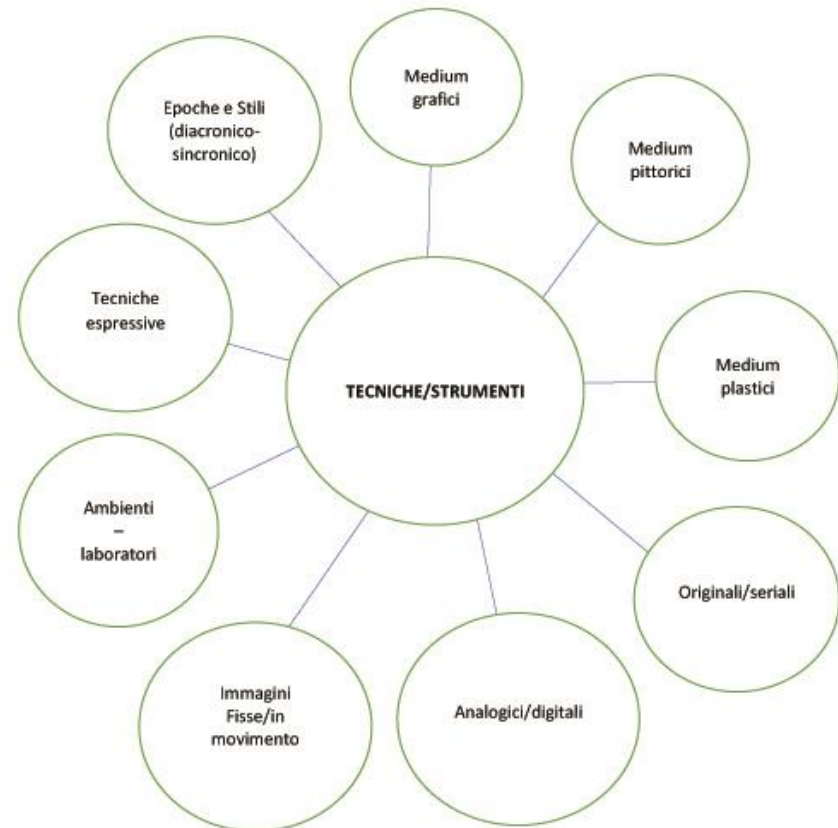 Medium
grafici
Epoche e Stili
(diacronico-
sincronico)
Medium
pittorici
Tecniche
espressive
TECNICHE/STRUMENTI
Medium
plastici
Ambienti
–
laboratori
Originali/seriali
Immagini
Fisse/in
movimento
Analogici/digitali